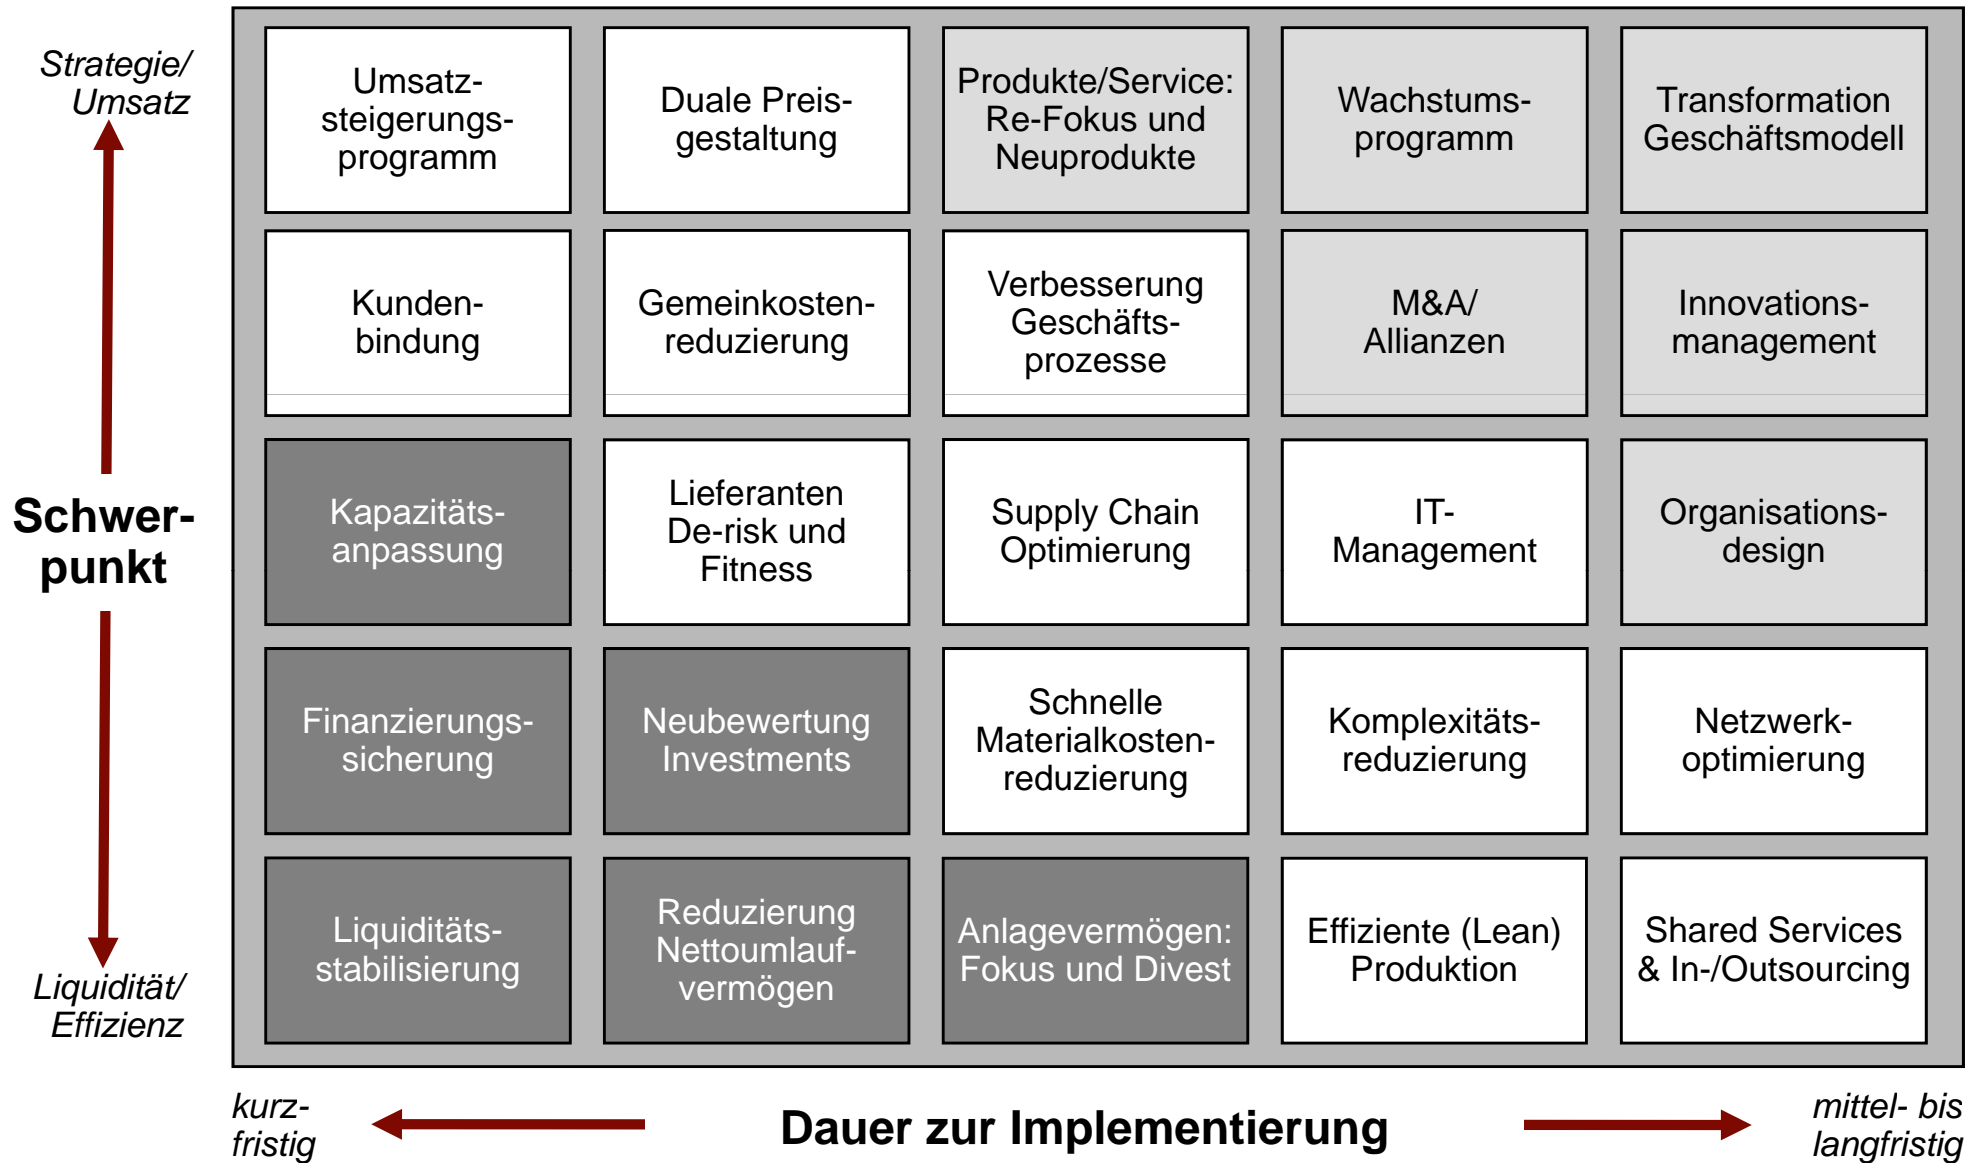 Strategie/
Umsatz
Umsatz-
steigerungs-
programm
Duale Preis-
gestaltung
Produkte/Service:
Re-Fokus und
Neuprodukte
Wachstums-
programm
Transformation
Geschäftsmodell
Kunden-
bindung
Gemeinkosten-
reduzierung
Verbesserung
Geschäfts-
prozesse
M&A/
Allianzen
Innovations-
management
Schwer-
punkt
Kapazitäts-
anpassung
Lieferanten
De-risk und
Fitness
Supply Chain
Optimierung
IT-
Management
Organisations-
design
Finanzierungs-
sicherung
Neubewertung
Investments
Schnelle
Materialkosten-
reduzierung
Komplexitäts-
reduzierung
Netzwerk-
optimierung
Liquidität/
Effizienz
Liquiditäts-
stabilisierung
Reduzierung
Nettoumlauf-
vermögen
Anlagevermögen:
Fokus und Divest
Effiziente (Lean)
Produktion
Shared Services
& In-/Outsourcing
kurz-
fristig
Dauer zur Implementierung
mittel- bis
langfristig